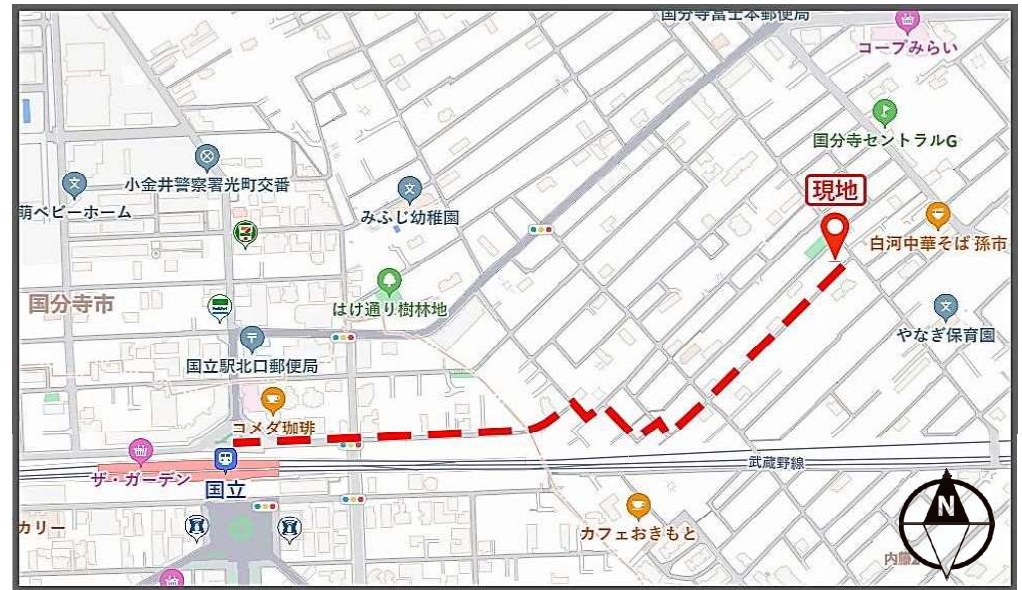 国分寺富士本郵便局
コープみらい
国分寺セントラルG
小金井警察署光町交番
現地
萌ベビーホーム
みふじ幼稚園
白河中華そば 孫市
国分寺市
はけ通り樹林地
やなぎ保育園
国立駅北口郵便局
コメダ珈琲
武蔵野線
ザ・ガーデン
国立
N
カリー
カフェおきもと
内藤